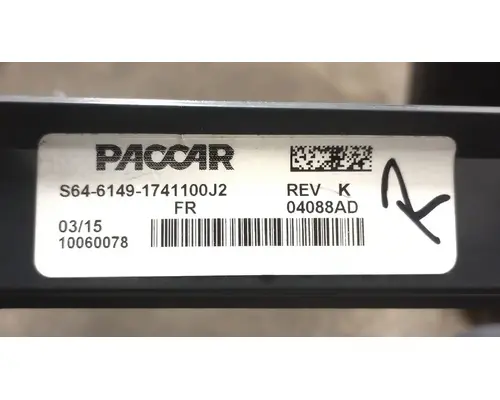 PACCAR
S64-6149-1741100J2 REV K
FR 04088AD
03/15
10060078